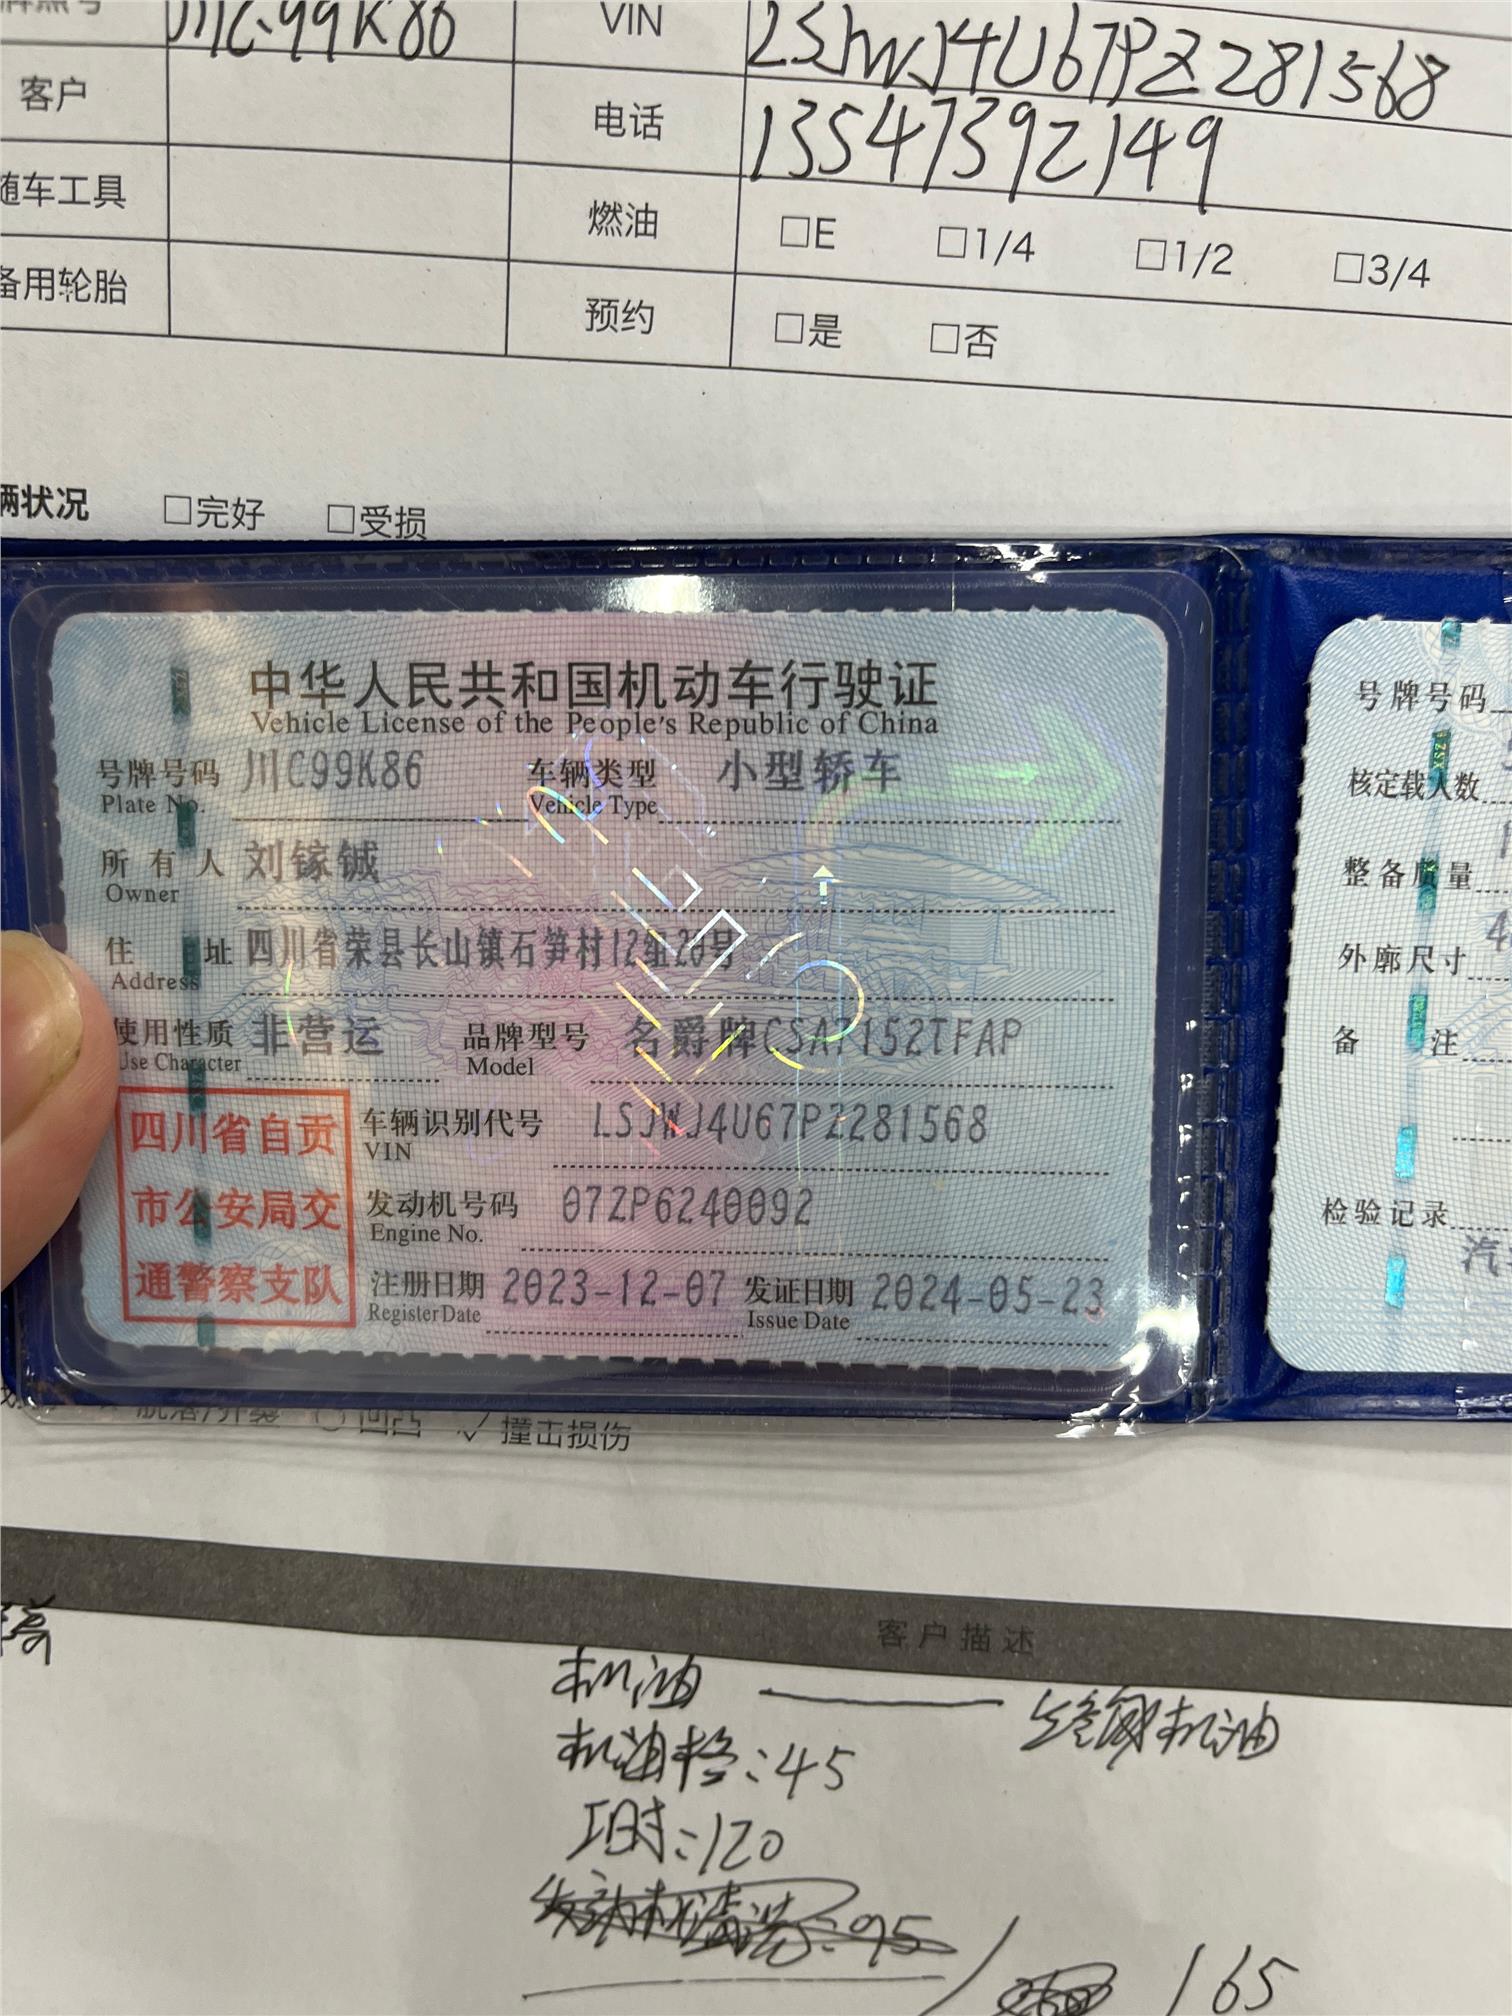 川C·99K86 VIN LSJWJ4U67PZ281568
客户 电话 13547392149
随车工具 燃油 □E □1/4 □1/2 □3/4
备用轮胎 预约 □是 □否
辆状况 □完好 □受损
中华人民共和国机动车行驶证
Vehicle License of the People's Republic of China
号牌号码 川C99K86 车辆类型 小型轿车
Plate No. Vehicle Type
所有人 刘镓铖
Owner
住址 四川省荣县长山镇石笋村12组20号
Address
使用性质 非营运 品牌型号 名爵牌CSA7152TFAP
Use Character Model
车辆识别代号 LSJWJ4U67PZ281568
VIN
发动机号码 07ZP6240092
Engine No.
注册日期 2023-12-07 发证日期 2024-05-23
Register Date Issue Date
四川省自贡
市公安局交
通警察支队
号牌号码
核定载人数
整备质量
外廓尺寸
备注
检验记录
汽
撞击损伤
客户描述
机油 —— 全合成机油
机油格:45
工时:120
165